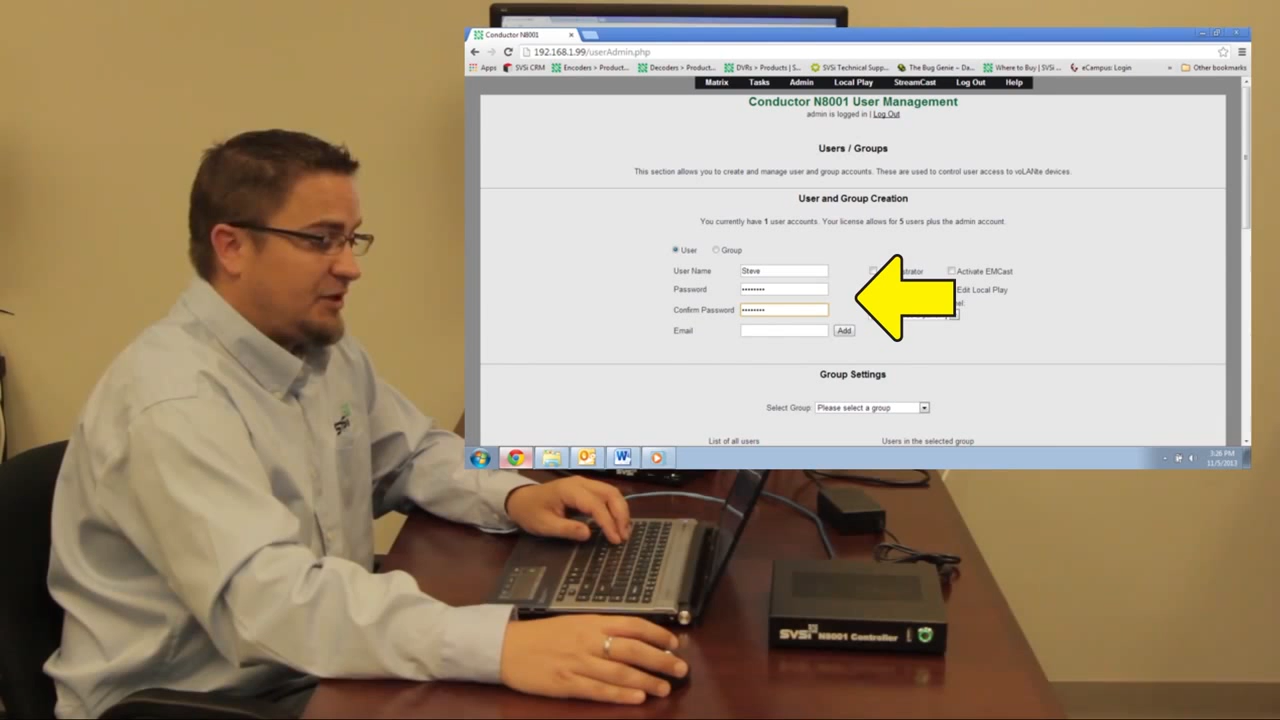 Conductor N8001
192.168.1.99/userAdmin.php
Apps SVSi CRM Encoders > Product... Decoders > Product... DVRs > Products | S... SVSi Technical Supp... The Bug Genie ~ Da... Where to Buy | SVSi ... eCampus: Login » Other bookmarks
Matrix Tasks Admin Local Play StreamCast Log Out Help
Conductor N8001 User Management
admin is logged in | Log Out
Users / Groups
This section allows you to create and manage user and group accounts. These are used to control user access to voLANte devices.
User and Group Creation
You currently have 1 user accounts. Your license allows for 5 users plus the admin account.
User Group
User Name Steve Activate EMCast
Password •••••••• Edit Local Play
Confirm Password ••••••••
Email Add
Group Settings
Select Group: Please select a group
List of all users Users in the selected group
3:26 PM
11/5/2013
SVSi
SVSi
SVSi N8001 Controller